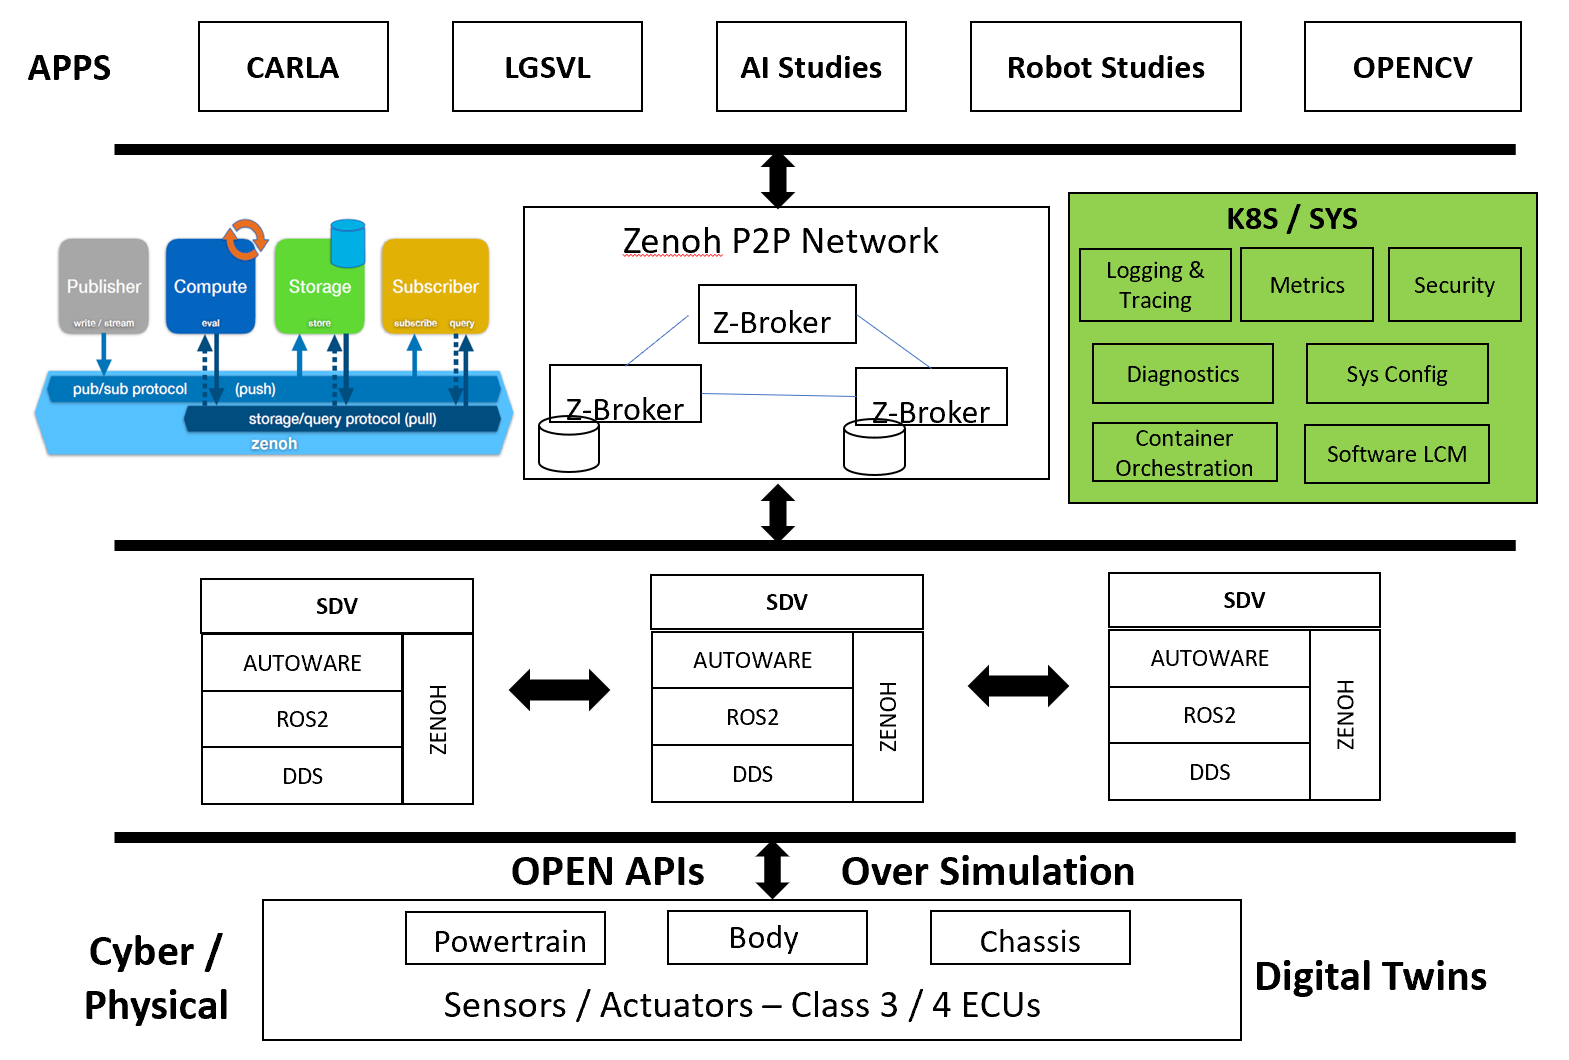 APPS
CARLA
LGSVL
AI Studies
Robot Studies
OPENCV
Publisher
write / stream
Compute
eval
Storage
store
Subscriber
subscribe query
pub/sub protocol (push)
storage/query protocol (pull)
zenoh
Zenoh P2P Network
Z-Broker
Z-Broker
Z-Broker
K8S / SYS
Logging &
Tracing
Metrics
Security
Diagnostics
Sys Config
Container
Orchestration
Software LCM
SDV
AUTOWARE
ROS2
DDS
ZENOH
SDV
AUTOWARE
ROS2
DDS
ZENOH
SDV
AUTOWARE
ROS2
DDS
ZENOH
OPEN APIs
Over Simulation
Cyber /
Physical
Powertrain
Body
Chassis
Sensors / Actuators – Class 3 / 4 ECUs
Digital Twins